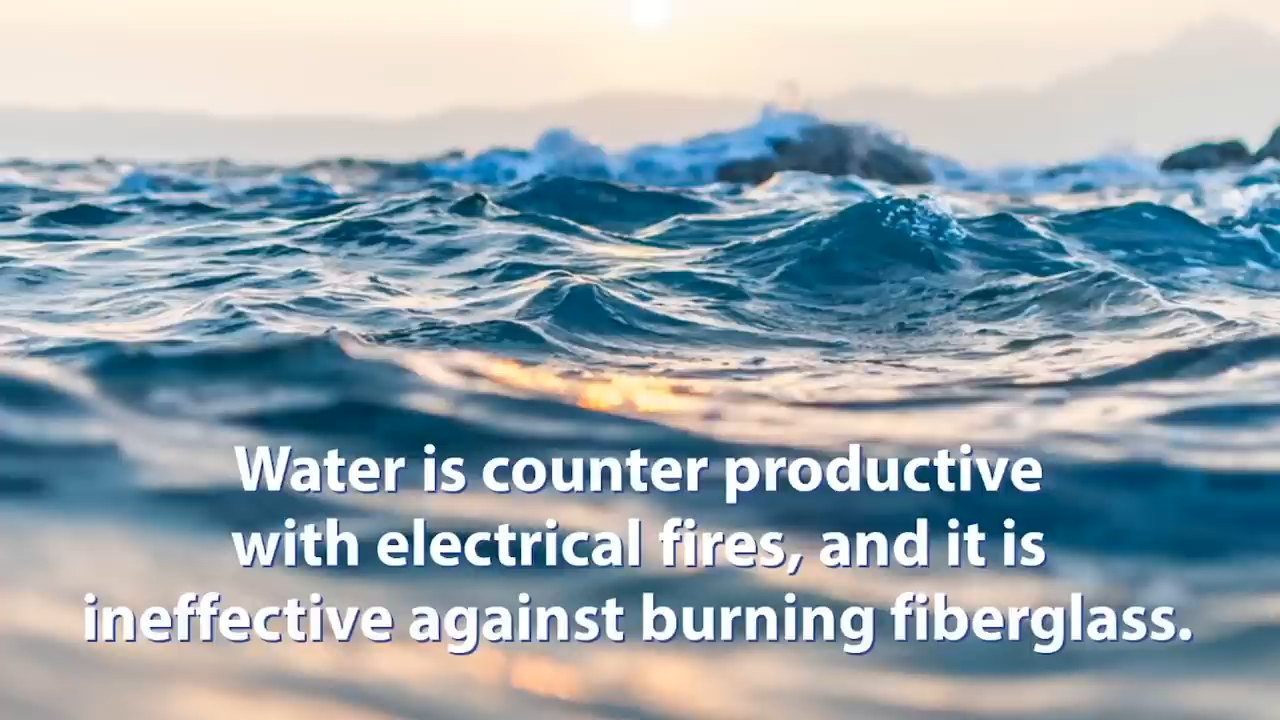 Water is counter productive
with electrical fires, and it is
ineffective against burning fiberglass.